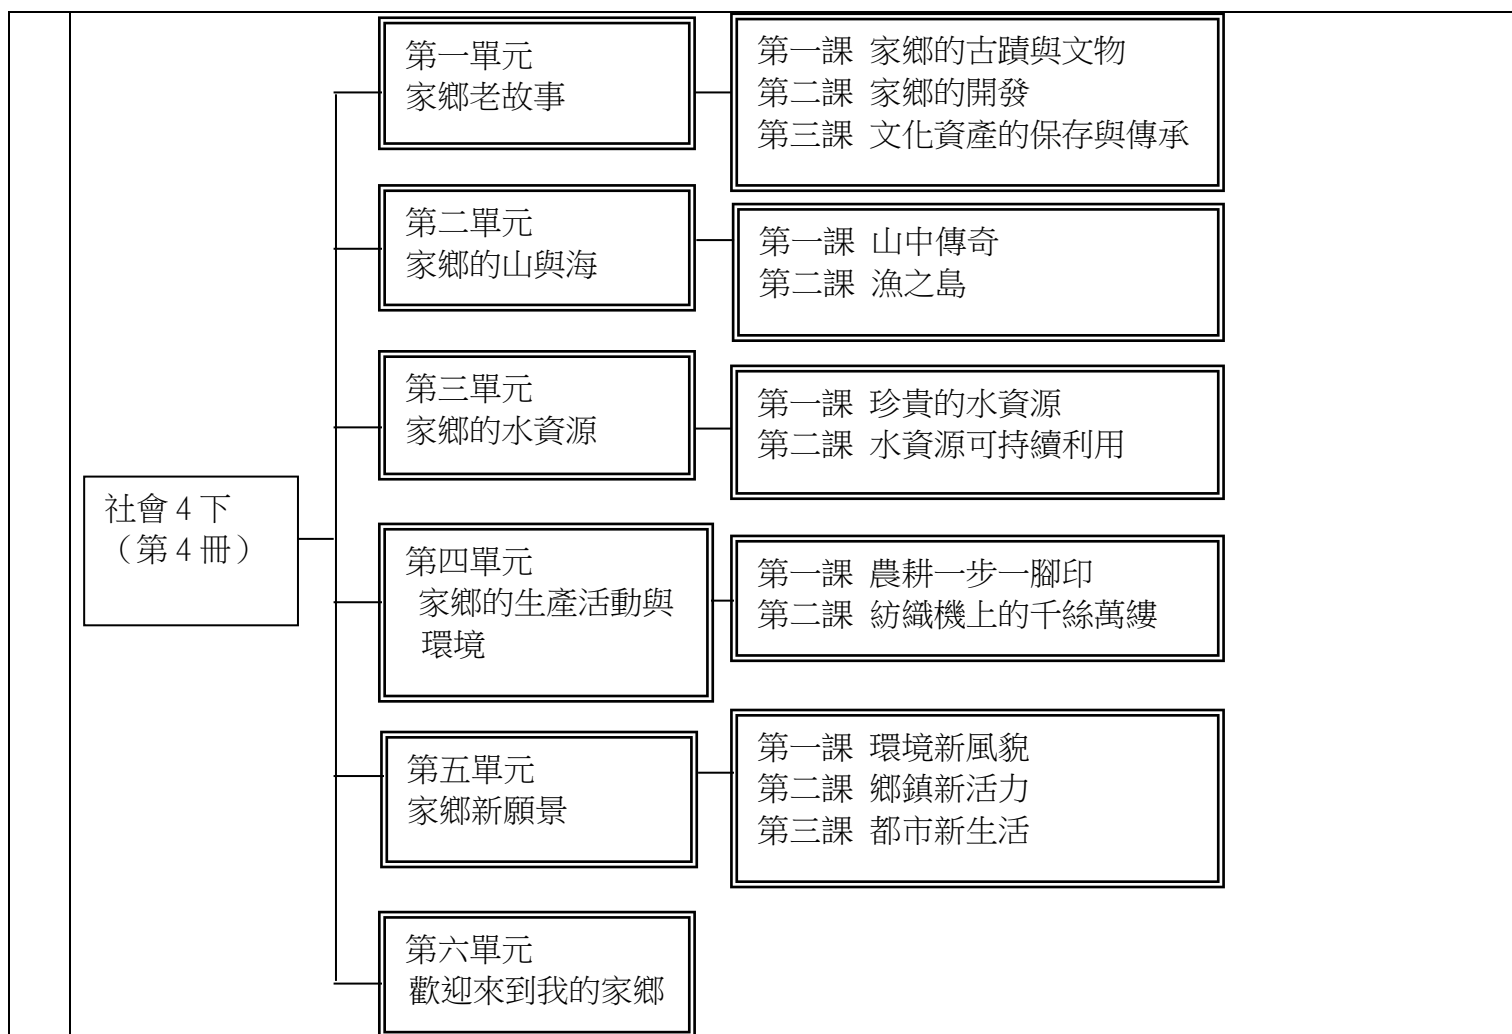 社會4下
（第4冊）
第一單元
家鄉老故事
第一課 家鄉的古蹟與文物
第二課 家鄉的開發
第三課 文化資產的保存與傳承
第二單元
家鄉的山與海
第一課 山中傳奇
第二課 漁之島
第三單元
家鄉的水資源
第一課 珍貴的水資源
第二課 水資源可持續利用
第四單元
家鄉的生產活動與
環境
第一課 農耕一步一腳印
第二課 紡織機上的千絲萬縷
第五單元
家鄉新願景
第一課 環境新風貌
第二課 鄉鎮新活力
第三課 都市新生活
第六單元
歡迎來到我的家鄉